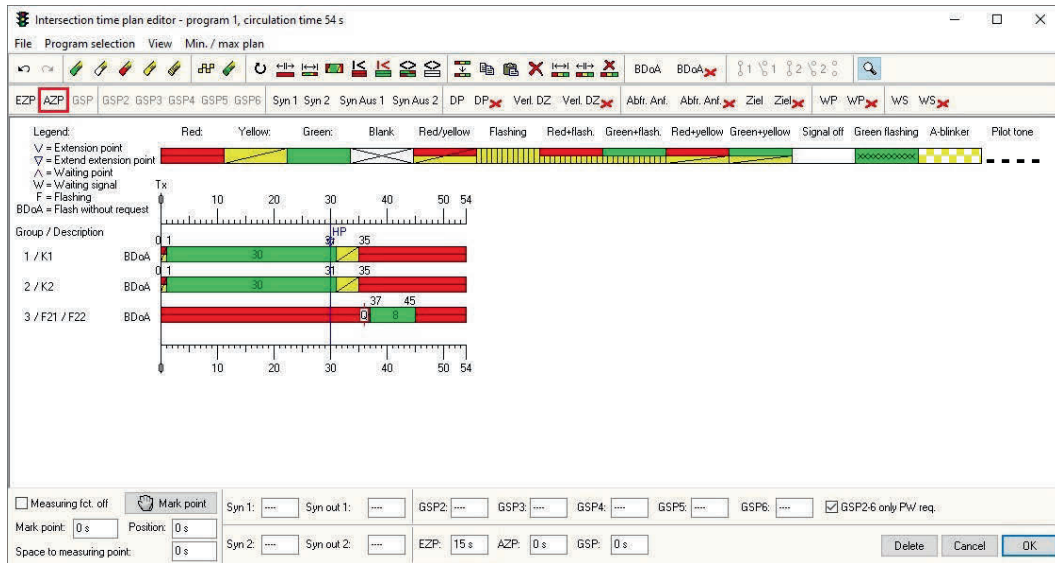 Intersection time plan editor - program 1, circulation time 54 s
File Program selection View Min. / max plan
BDoA BDoA 1 1 2 2
EZP AZP GSP GSP2 GSP3 GSP4 GSP5 GSP6 Syn 1 Syn 2 Syn Aus 1 Syn Aus 2 DP DP Verl. DZ Verl. DZ Abfr. Anf. Abfr. Anf. Ziel Ziel WP WP WS WS
Legend: Red: Yellow: Green: Blank Red/yellow Flashing Red+flash. Green+flash. Red+yellow Green+yellow Signal off Green flashing A-blinker Pilot tone
V = Extension point
▽ = Extend extension point
Λ = Waiting point
W = Waiting signal
F = Flashing
BDoA = Flash without request
Tx
0 10 20 30 40 50 54
Group / Description
HP
0 1 35
1 / K1 BDoA 30
0 1 31 35
2 / K2 BDoA 30
37 45
3 / F21 / F22 BDoA Q 8
0 10 20 30 40 50 54
Measuring fct. off Mark point Syn 1: ---- Syn out 1: ---- GSP2: ---- GSP3: ---- GSP4: ---- GSP5: ---- GSP6: ---- GSP2-6 only PW req.
Mark point: 0 s Position: 0 s
Space to measuring point: 0 s Syn 2: ---- Syn out 2: ---- EZP: 15 s AZP: 0 s GSP: 0 s Delete Cancel OK